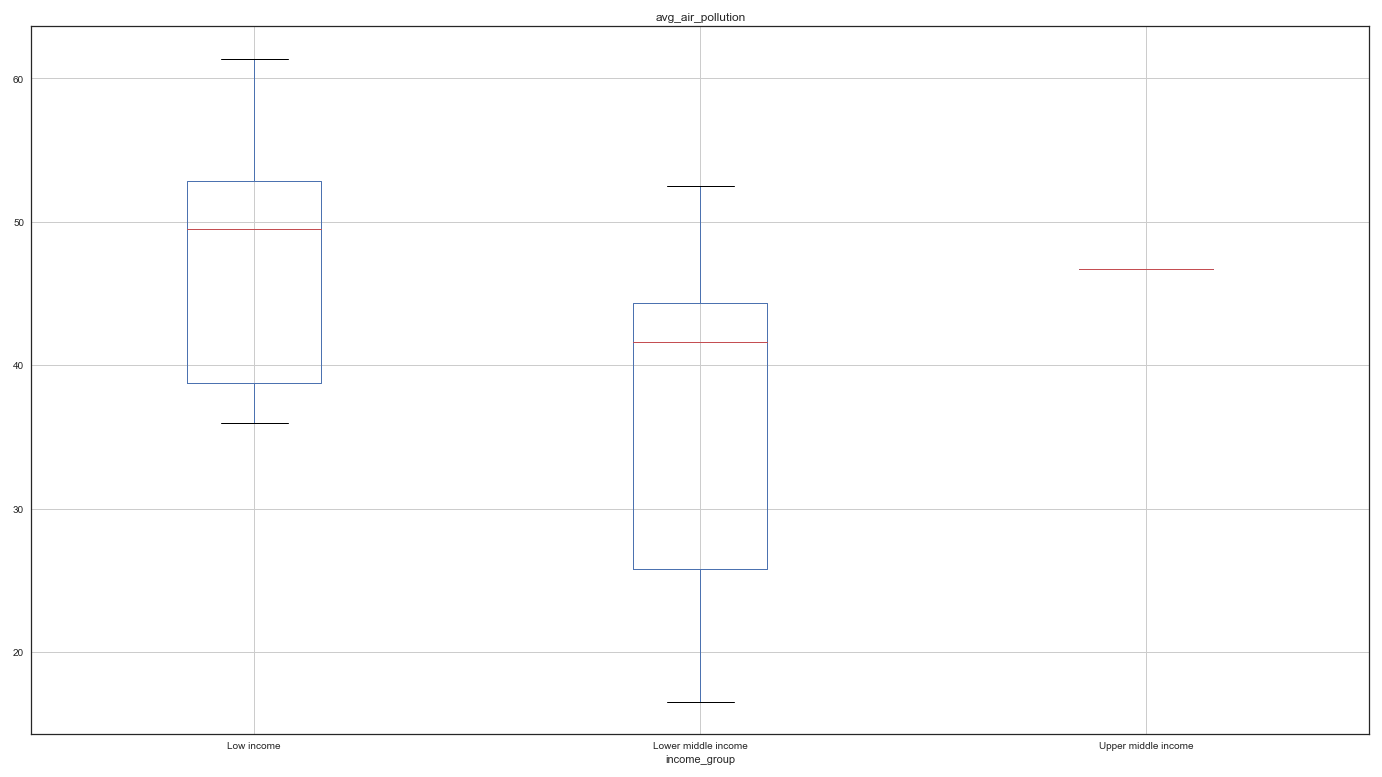 avg_air_pollution
60
50
40
30
20
Low income
Lower middle income
Upper middle income
income_group